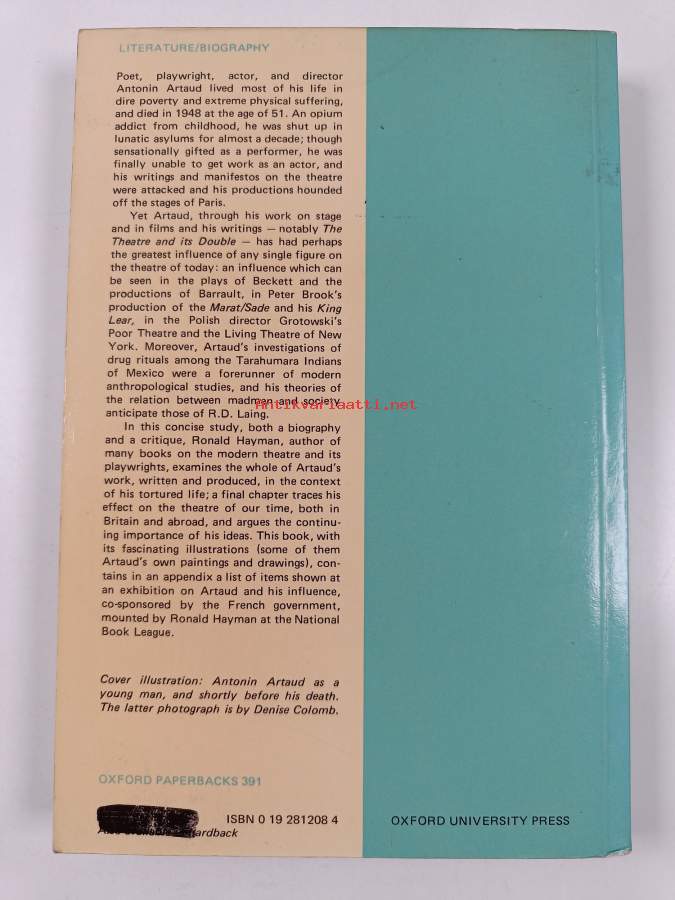 LITERATURE/BIOGRAPHY
Poet, playwright, actor, and director
Antonin Artaud lived most of his life in
dire poverty and extreme physical suffering,
and died in 1948 at the age of 51. An opium
addict from childhood, he was shut up in
lunatic asylums for almost a decade; though
sensationally gifted as a performer, he was
finally unable to get work as an actor, and
his writings and manifestos on the theatre
were attacked and his productions hounded
off the stages of Paris.
Yet Artaud, through his work on stage
and in films and his writings — notably The
Theatre and its Double — has had perhaps
the greatest influence of any single figure on
the theatre of today: an influence which can
be seen in the plays of Beckett and the
productions of Barrault, in Peter Brook's
production of the Marat/Sade and his King
Lear, in the Polish director Grotowski's
Poor Theatre and the Living Theatre of New
York. Moreover, Artaud's investigations of
drug rituals among the Tarahumara Indians
of Mexico were a forerunner of modern
anthropological studies, and his theories of
the relation between madman and society
anticipate those of R.D. Laing.
Antikvariaatti.net
In this concise study, both a biography
and a critique, Ronald Hayman, author of
many books on the modern theatre and its
playwrights, examines the whole of Artaud's
work, written and produced, in the context
of his tortured life; a final chapter traces his
effect on the theatre of our time, both in
Britain and abroad, and argues the continu-
ing importance of his ideas. This book, with
its fascinating illustrations (some of them
Artaud's own paintings and drawings), con-
tains in an appendix a list of items shown at
an exhibition on Artaud and his influence,
co-sponsored by the French government,
mounted by Ronald Hayman at the National
Book League.
Cover illustration: Antonin Artaud as a
young man, and shortly before his death.
The latter photograph is by Denise Colomb.
OXFORD PAPERBACKS 391
ISBN 0 19 281208 4
OXFORD UNIVERSITY PRESS